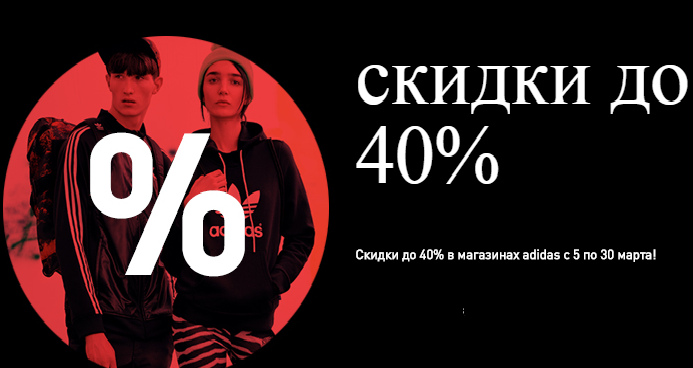 скидки до
40%
%
adidas
Скидки до 40% в магазинах adidas с 5 по 30 марта!